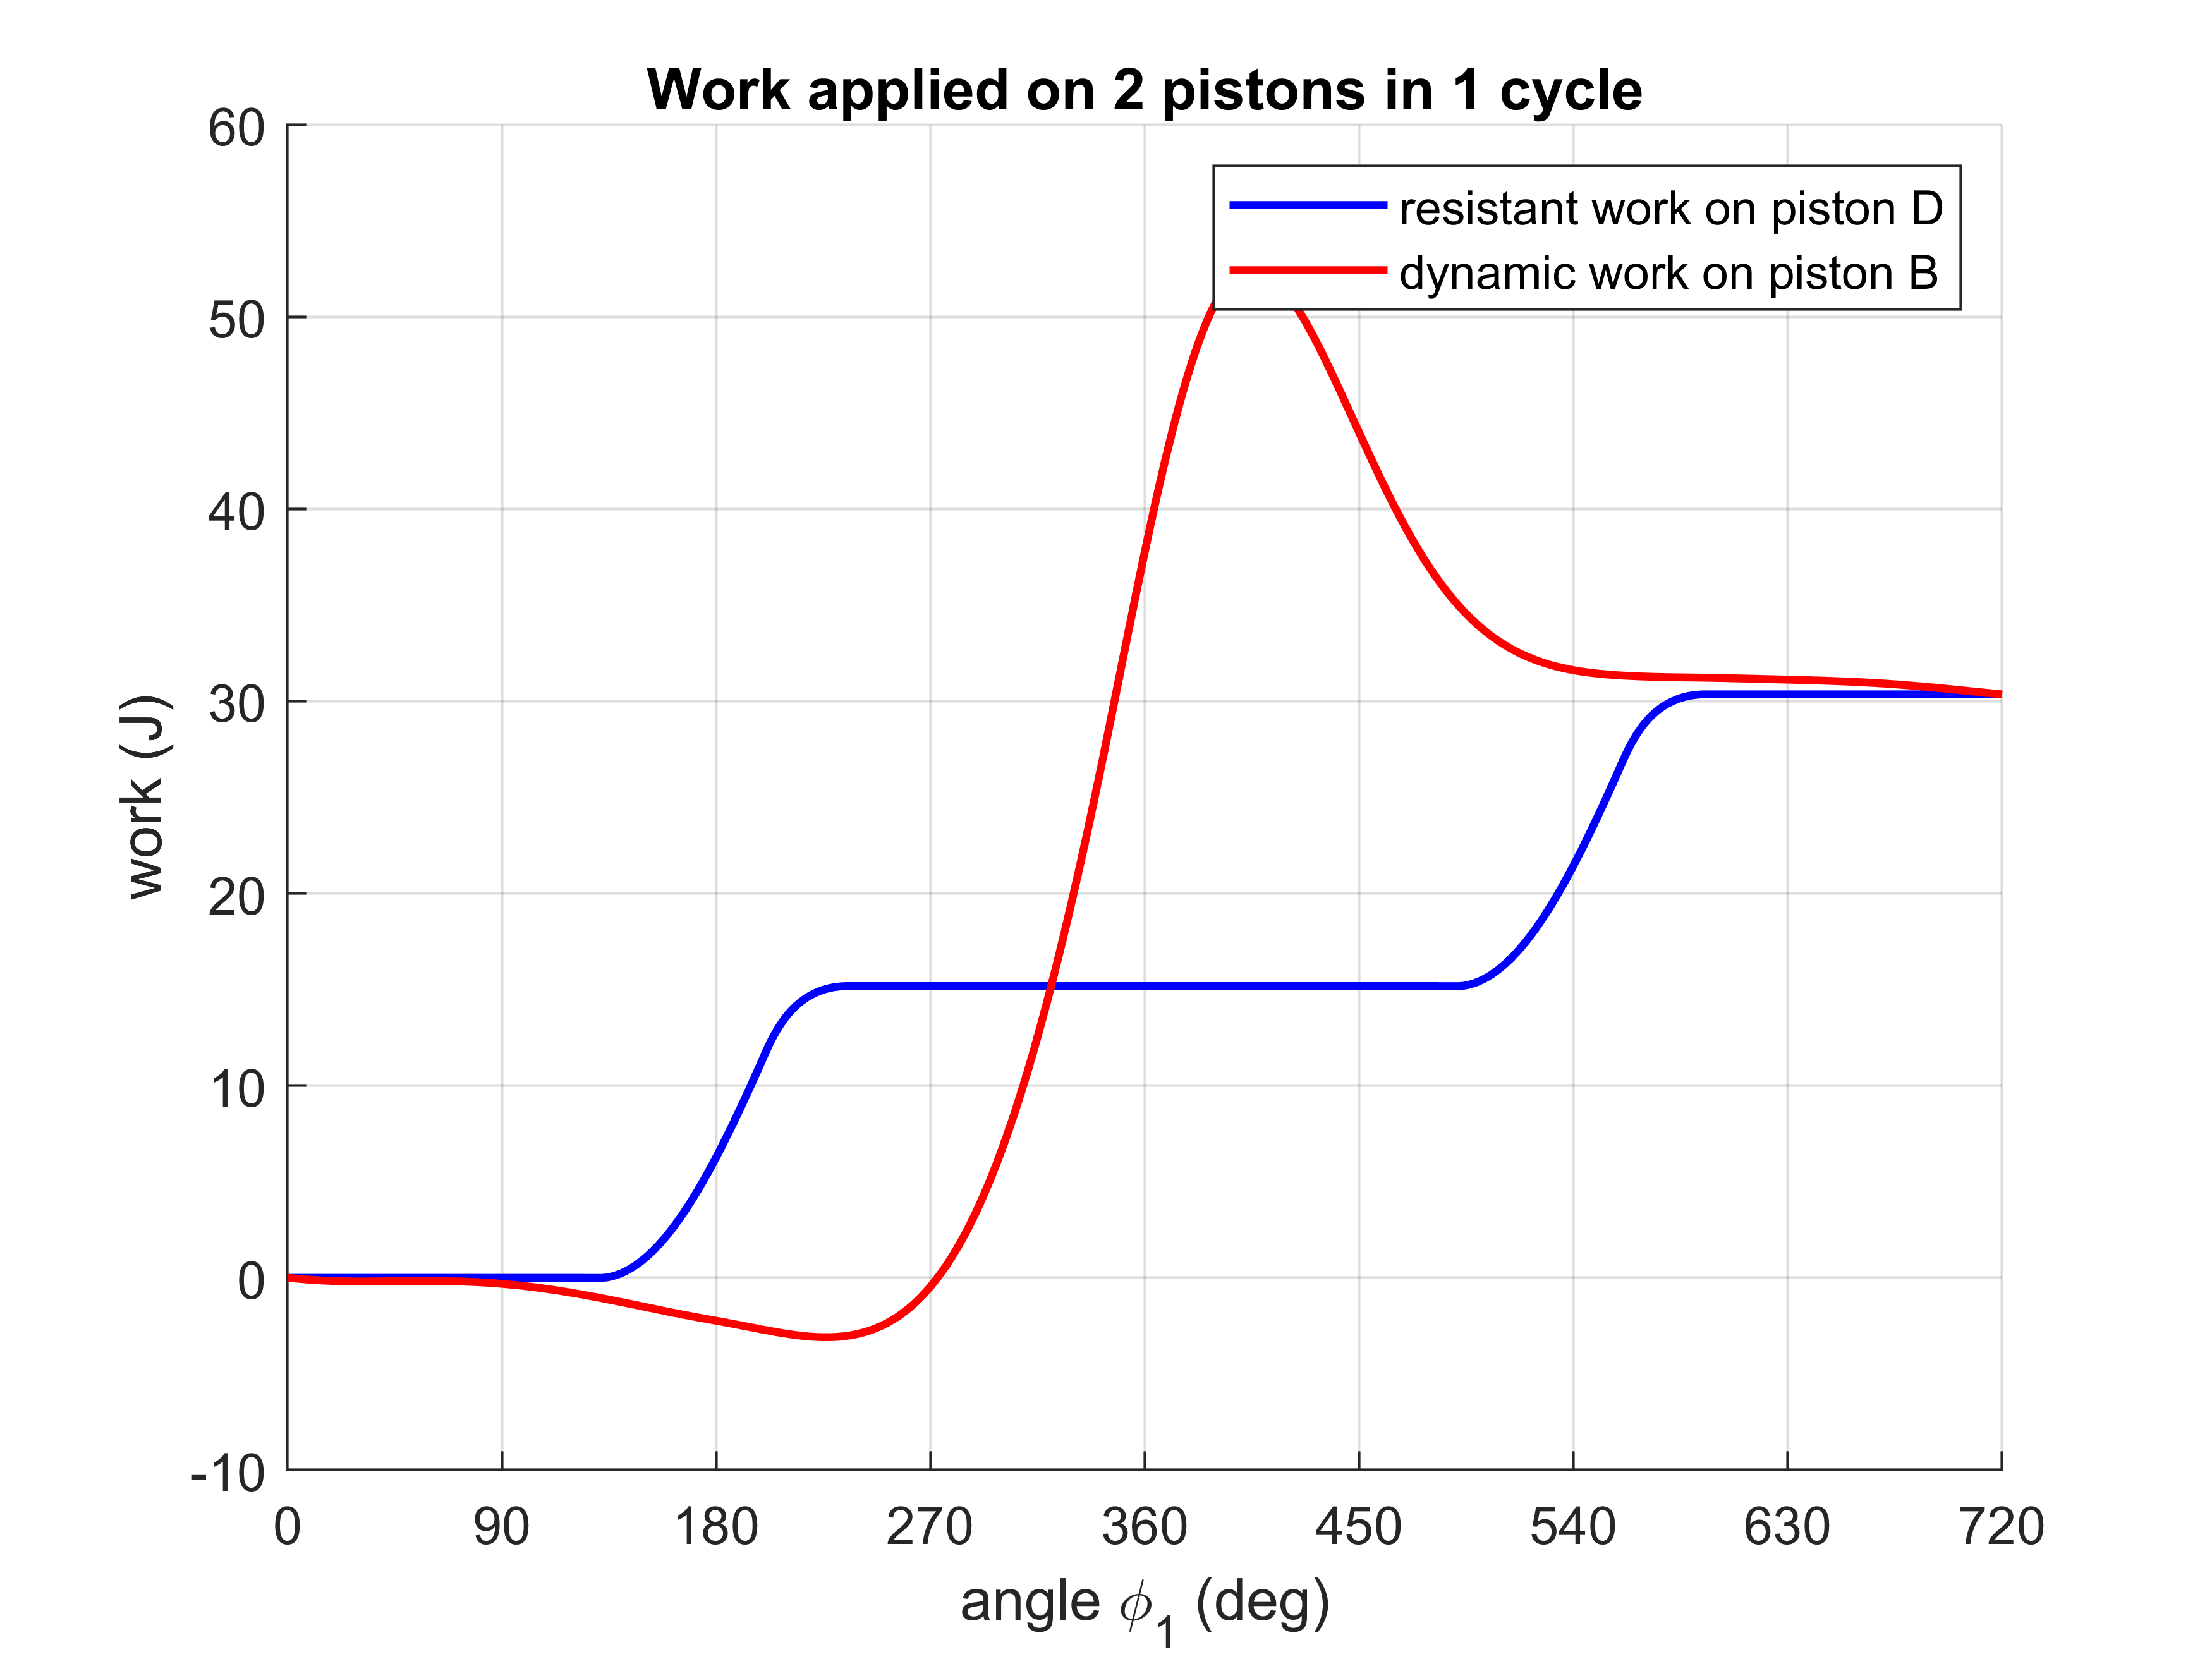 Work applied on 2 pistons in 1 cycle
60
resistant work on piston D
dynamic work on piston B
50
40
30
20
10
0
-10
work (J)
0 90 180 270 360 450 540 630 720
angle ϕ1 (deg)